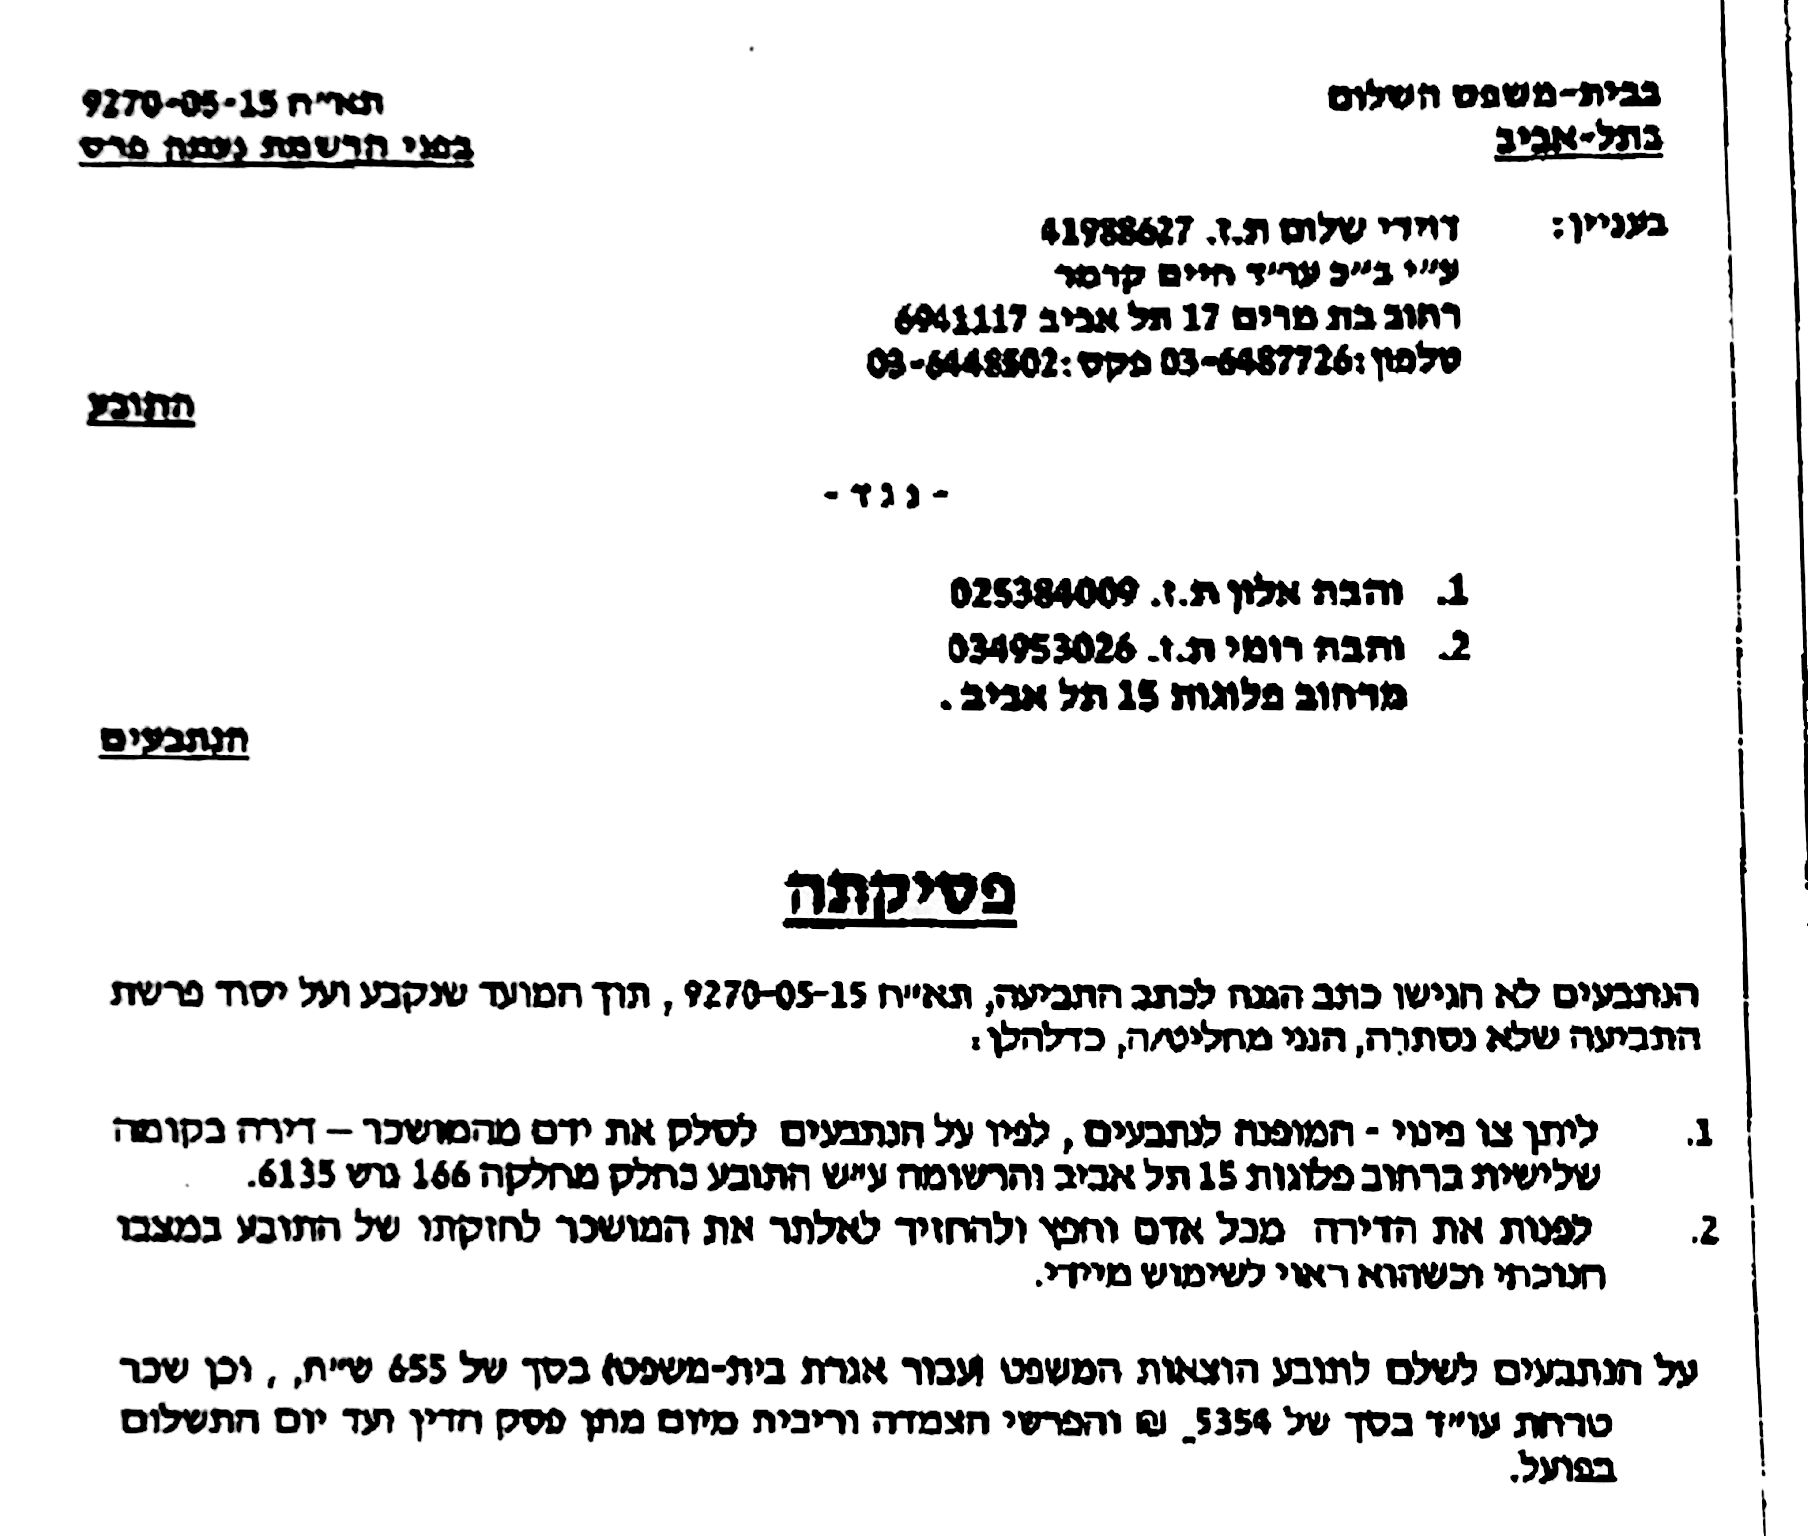 בבית-משפט השלום
תא״ח 9270-05-15
בתל-אביב
בפני הרשמת נעמה פרס
בעניין:
דוידי שלום ת.ז. 41988627
ע״י ב״כ עו״ד חיים קרמר
רחוב בת מרים 17 תל אביב 6941117
טלפון: 03-6487726 פקס: 03-6448502
התובע
- נ ג ד -
1. והבה אלון ת.ז. 025384009
2. והבה רומי ת.ז. 034953026
מרחוב פלוגות 15 תל אביב .
הנתבעים
פסיקתה
הנתבעים לא הגישו כתב הגנה לכתב התביעה, תא״ח 9270-05-15 , תוך המועד שנקבע ועל יסוד פרשת
התביעה שלא נסתרה, הנני מחליט/ה, כדלהלן :
1. ליתן צו פינוי - המופנה לנתבעים , לפיו על הנתבעים לסלק את ידם מהמושכר – דירה בקומה
שלישית ברחוב פלוגות 15 תל אביב והרשומה ע״ש התובע כחלק מחלקה 166 גוש 6135.
2. לפנות את הדירה מכל אדם וחפץ ולהחזיר לאלתר את המושכר לחזקתו של התובע במצבו
הנוכחי וכשהוא ראוי לשימוש מיידי.
על הנתבעים לשלם לתובע הוצאות המשפט (עבור אגרת בית-משפט) בסך של 655 ש״ח, , וכן שכר
טרחת עו״ד בסך של 5354_ ₪ והפרשי הצמדה וריבית מיום מתן פסק הדין ועד יום התשלום
בפועל.